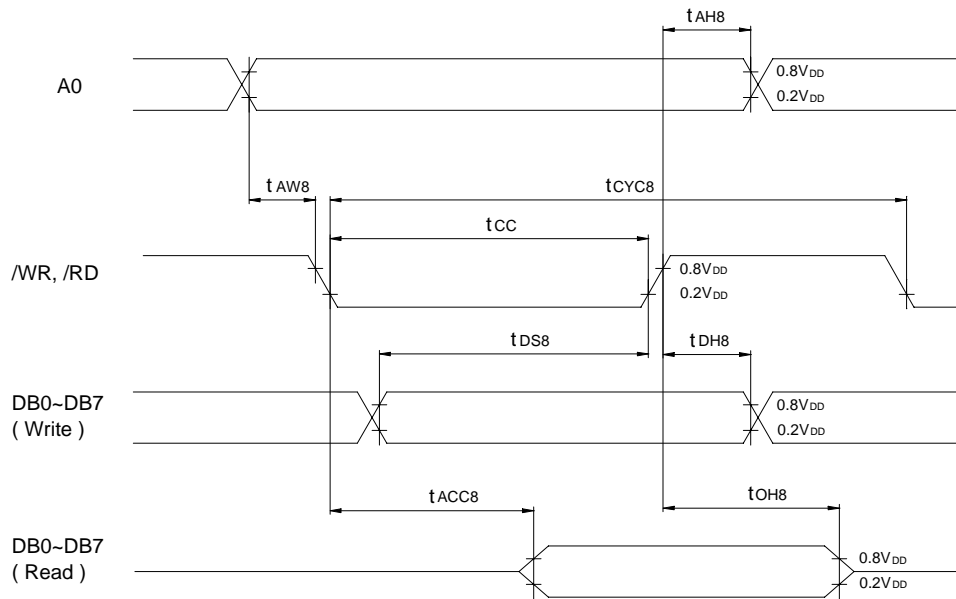 tAH8
A0
0.8VDD
0.2VDD
tAW8
tCYC8
tCC
/WR, /RD
0.8VDD
0.2VDD
tDS8
tDH8
DB0~DB7
( Write )
0.8VDD
0.2VDD
tACC8
tOH8
DB0~DB7
( Read )
0.8VDD
0.2VDD